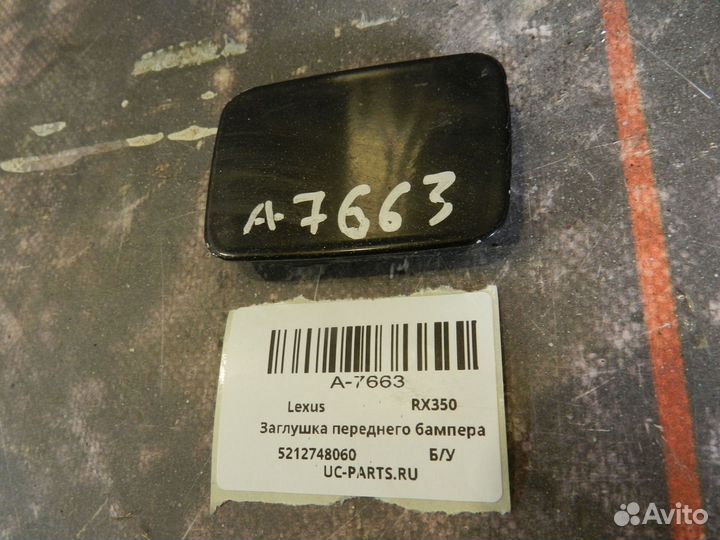 A-7663
A-7663
Lexus RX350
Заглушка переднего бампера
5212748060 Б/У
UC-PARTS.RU
Avito